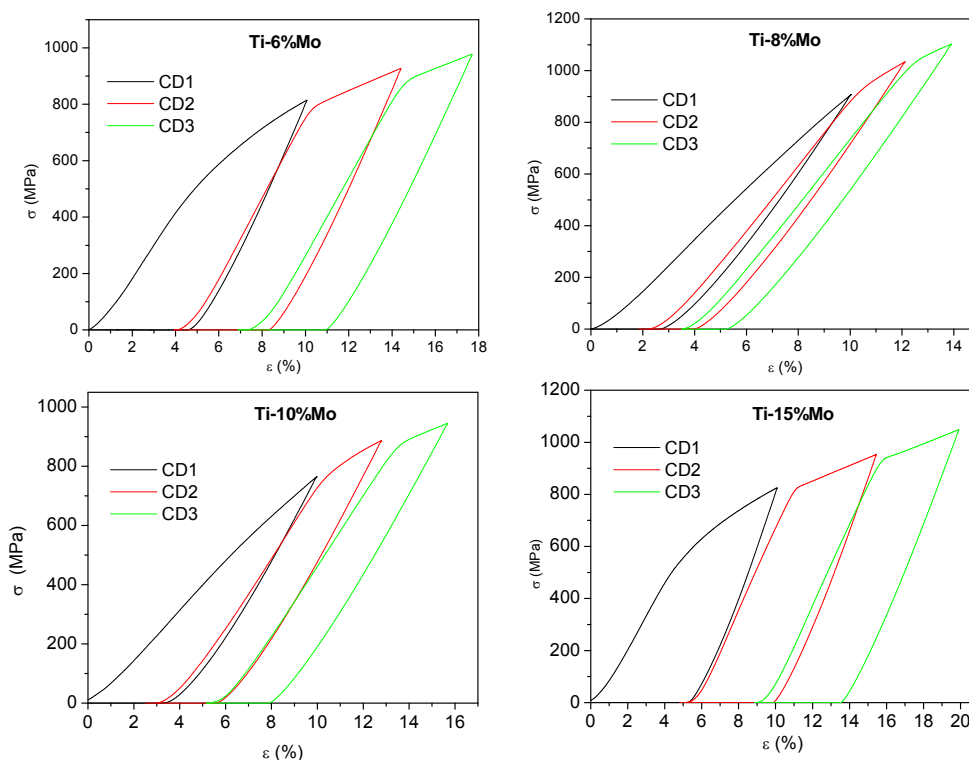 Ti-6%Mo
CD1
CD2
CD3
1000
800
600
400
200
0
σ (MPa)
0 2 4 6 8 10 12 14 16 18
ε (%)
Ti-8%Mo
CD1
CD2
CD3
1200
1000
800
600
400
200
0
σ (MPa)
0 2 4 6 8 10 12 14
ε (%)
Ti-10%Mo
CD1
CD2
CD3
1000
800
600
400
200
0
σ (MPa)
0 2 4 6 8 10 12 14 16
ε (%)
Ti-15%Mo
CD1
CD2
CD3
1200
1000
800
600
400
200
0
σ (MPa)
0 2 4 6 8 10 12 14 16 18 20
ε (%)